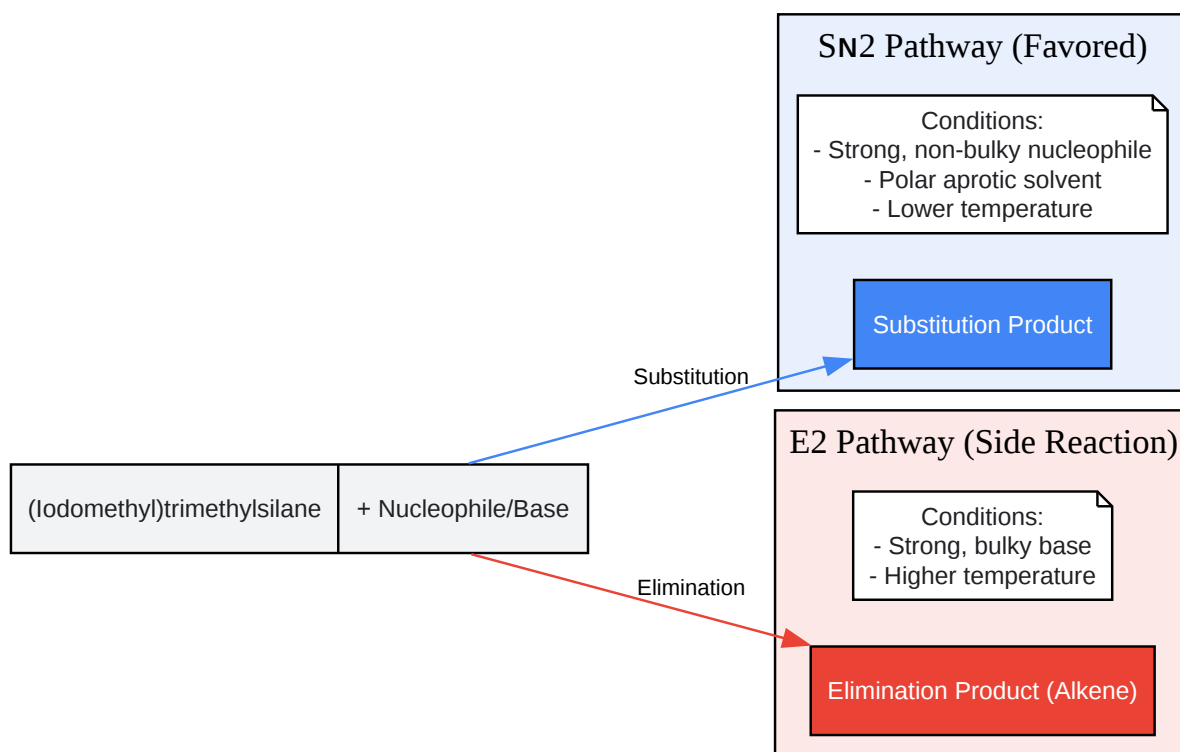 SN2 Pathway (Favored)
Conditions:
- Strong, non-bulky nucleophile
- Polar aprotic solvent
- Lower temperature
Substitution Product
Substitution
E2 Pathway (Side Reaction)
(Iodomethyl)trimethylsilane
+ Nucleophile/Base
Conditions:
- Strong, bulky base
- Higher temperature
Elimination
Elimination Product (Alkene)